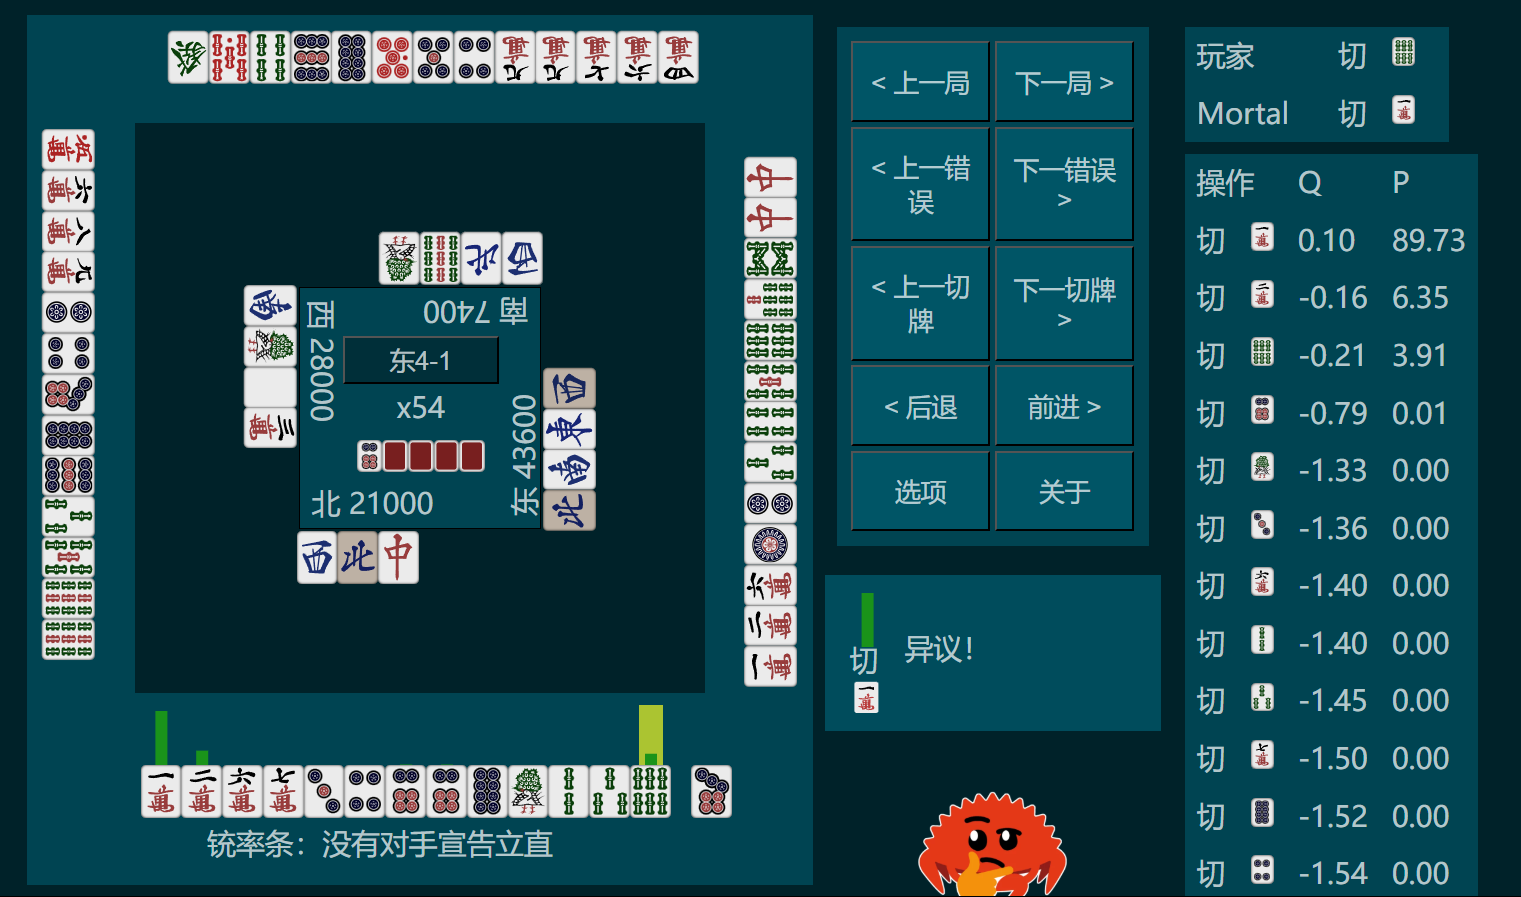 < 上一局
下一局 >
< 上一错误
下一错误 >
< 上一切牌
下一切牌 >
< 后退
前进 >
选项
关于
玩家 切
Mortal 切
操作 Q P
切 0.10 89.73
切 -0.16 6.35
切 -0.21 3.91
切 -0.79 0.01
切 -1.33 0.00
切 -1.36 0.00
切 -1.40 0.00
切 -1.40 0.00
切 -1.45 0.00
切 -1.50 0.00
切 -1.52 0.00
切 -1.54 0.00
南 7400
西 28000
东4-1
x54
东 43600
北 21000
切
异议!
铳率条：没有对手宣告立直